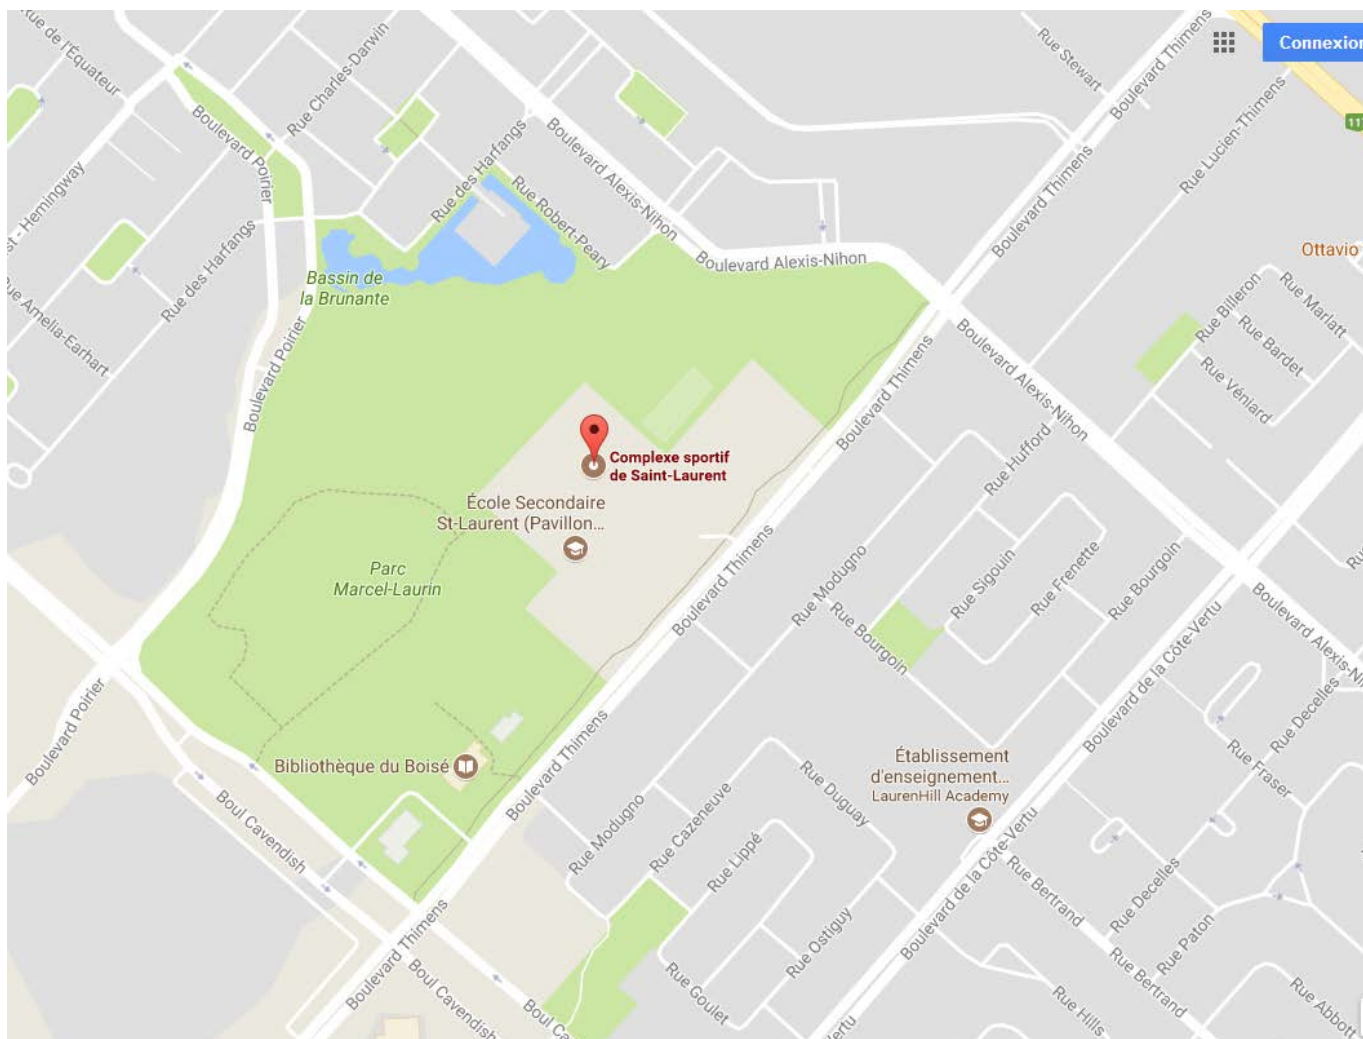 Rue de l'Équateur
Rue Charles-Darwin
Rue Stewart
Boulevard Thimens
Connexion
Boulevard Poirier
Rue des Harfangs
Boulevard Alexis-Nihon
Rue Lucien-Thimens
st - Hemingway
Rue Robert-Peary
Boulevard Thimens
Rue des Harfangs
Boulevard Alexis-Nihon
Ottavio
Bassin de
la Brunante
Rue Amelia-Earhart
Boulevard Poirier
Rue Billeron
Rue Marlatt
Rue Bardet
Rue Véniard
Boulevard Thimens
Boulevard Alexis-Nihon
Complexe sportif
de Saint-Laurent
Rue Hufford
École Secondaire
St-Laurent (Pavillon...
Parc
Marcel-Laurin
Boulevard Thimens
Rue Modugno
Rue Sigouin
Rue Frenette
Rue Bourgoin
Rue Bourgoin
Boulevard de la Côte-Vertu
Boulevard Alexis-Ni
Boulevard Poirier
Boulevard Thimens
Rue Decelles
Bibliothèque du Boisé
Établissement
d'enseignement...
LaurenHill Academy
Rue Fraser
Boul Cavendish
Rue Modugno
Rue Cazeneuve
Rue Duguay
Rue Lippé
Boulevard de la Côte-Vertu
Rue Bertrand
Rue Decelles
Rue Paton
Boulevard Thimens
Rue Ostiguy
Boul Cavendish
Boul Ca
Rue Goulet
ertu
Rue Hills
Rue Bertrand
Rue Abbott